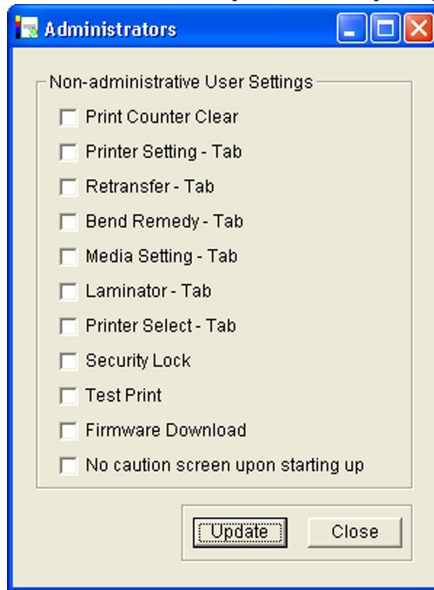 Administrators
Non-administrative User Settings
Print Counter Clear
Printer Setting - Tab
Retransfer - Tab
Bend Remedy - Tab
Media Setting - Tab
Laminator - Tab
Printer Select - Tab
Security Lock
Test Print
Firmware Download
No caution screen upon starting up
Update Close